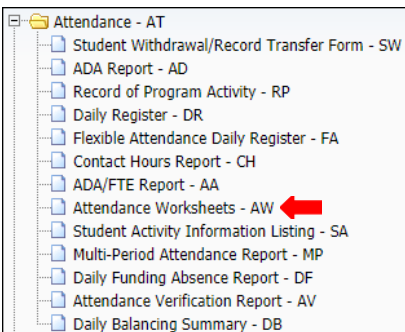 Attendance - AT
Student Withdrawal/Record Transfer Form - SW
ADA Report - AD
Record of Program Activity - RP
Daily Register - DR
Flexible Attendance Daily Register - FA
Contact Hours Report - CH
ADA/FTE Report - AA
Attendance Worksheets - AW
Student Activity Information Listing - SA
Multi-Period Attendance Report - MP
Daily Funding Absence Report - DF
Attendance Verification Report - AV
Daily Balancing Summary - DB